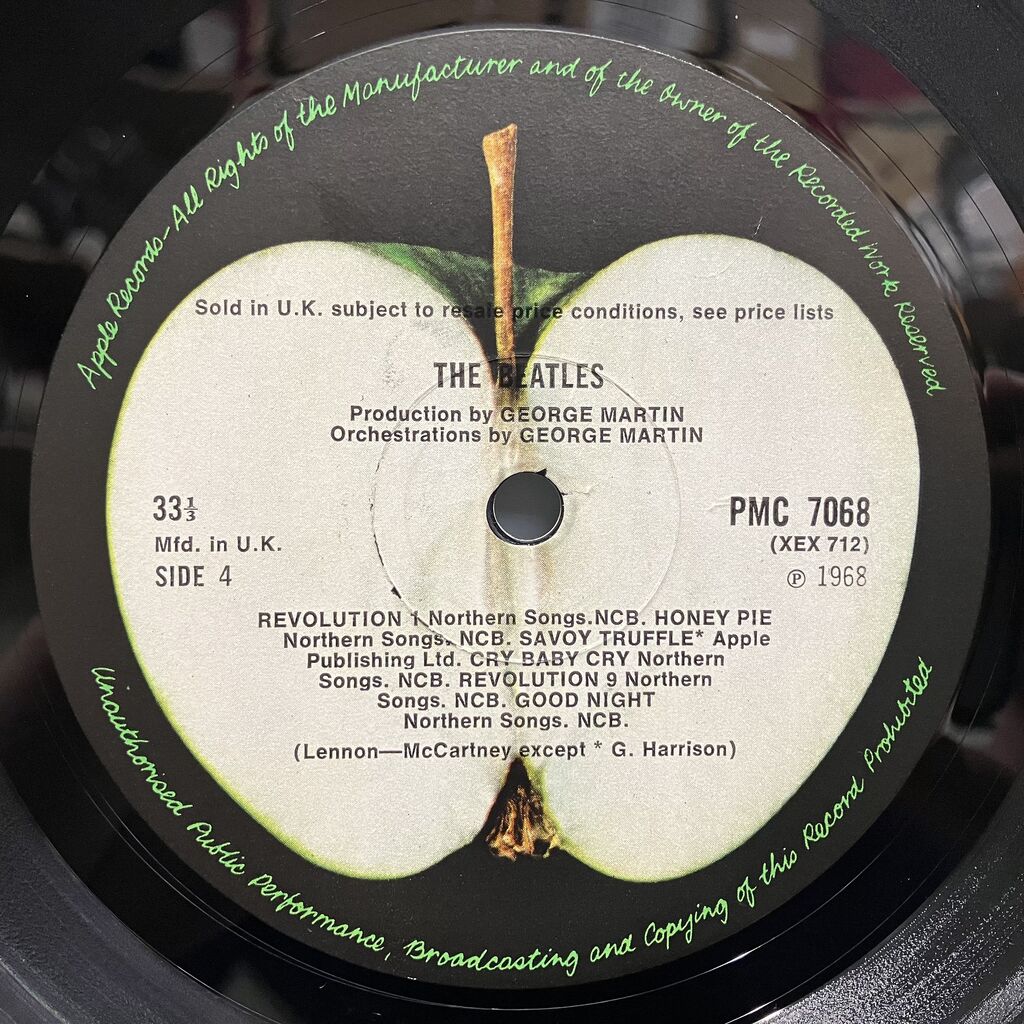 Apple Records-All Rights of the Manufacturer and of the Owner of the Recorded Work Reserved
Sold in U.K. subject to resale price conditions, see price lists
THE BEATLES
Production by GEORGE MARTIN
Orchestrations by GEORGE MARTIN
33⅓
PMC 7068
Mfd. in U.K.
(XEX 712)
SIDE 4
℗ 1968
REVOLUTION 1 Northern Songs.NCB. HONEY PIE
Northern Songs. NCB. SAVOY TRUFFLE* Apple
Publishing Ltd. CRY BABY CRY Northern
Songs. NCB. REVOLUTION 9 Northern
Songs. NCB. GOOD NIGHT
Northern Songs. NCB.
(Lennon—McCartney except * G. Harrison)
Unauthorised Public Performance, Broadcasting and Copying of this Record Prohibited